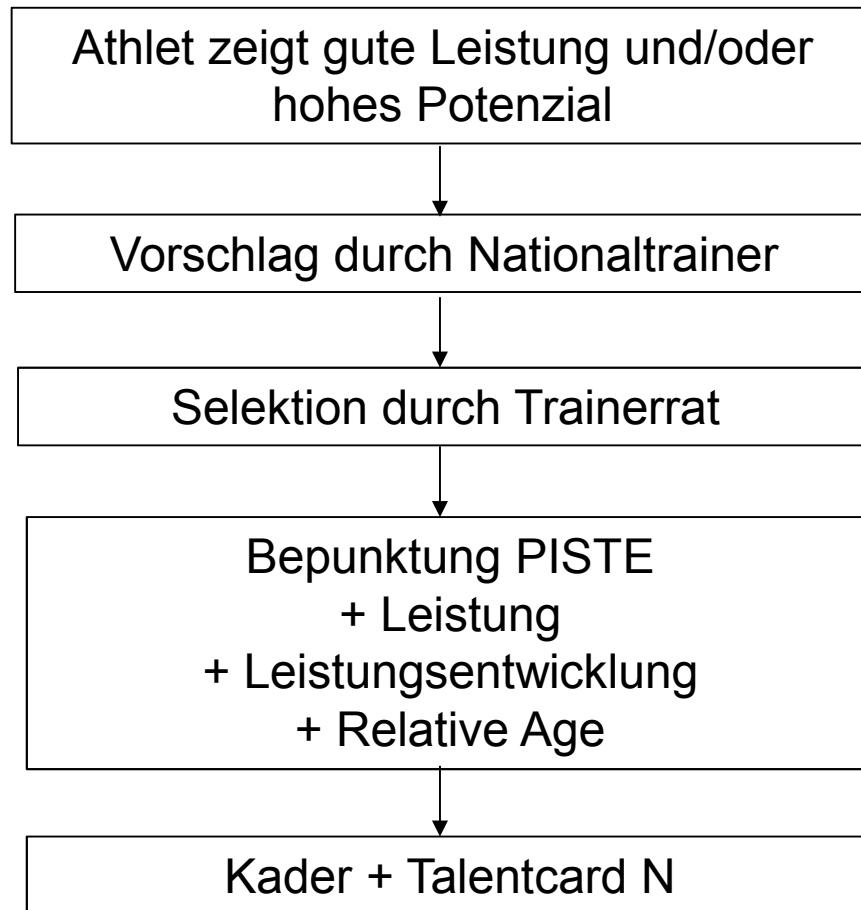 Athlet zeigt gute Leistung und/oder
hohes Potenzial
Vorschlag durch Nationaltrainer
Selektion durch Trainerrat
Bepunktung PISTE
+ Leistung
+ Leistungsentwicklung
+ Relative Age
Kader + Talentcard N